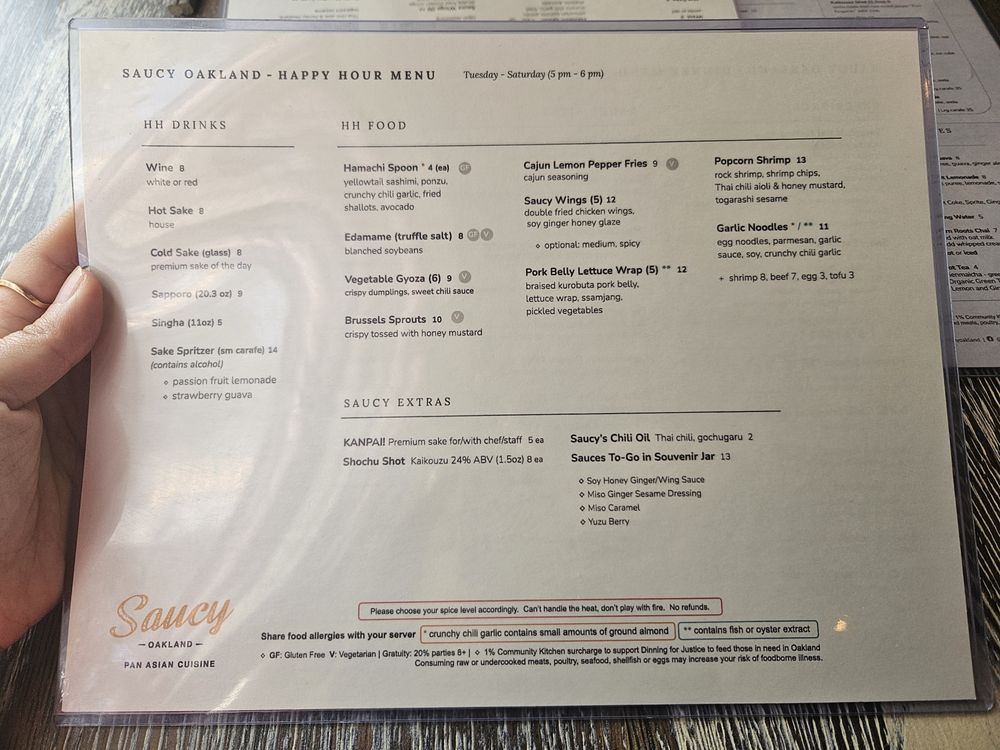 SAUCY OAKLAND - HAPPY HOUR MENU Tuesday - Saturday (5 pm - 6 pm)
HH DRINKS
Wine 8
white or red
Hot Sake 8
house
Cold Sake (glass) 8
premium sake of the day
Sapporo (20.3 oz) 9
Singha (11oz) 5
Sake Spritzer (sm carafe) 14
(contains alcohol)
⋄ passion fruit lemonade
⋄ strawberry guava
HH FOOD
Hamachi Spoon * 4 (ea) GF
yellowtail sashimi, ponzu,
crunchy chili garlic, fried
shallots, avocado
Edamame (truffle salt) 8 GF V
blanched soybeans
Vegetable Gyoza (6) 9 V
crispy dumplings, sweet chili sauce
Brussels Sprouts 10 V
crispy tossed with honey mustard
Cajun Lemon Pepper Fries 9 V
cajun seasoning
Saucy Wings (5) 12
double fried chicken wings,
soy ginger honey glaze
⋄ optional: medium, spicy
Pork Belly Lettuce Wrap (5) ** 12
braised kurobuta pork belly,
lettuce wrap, ssamjang,
pickled vegetables
Popcorn Shrimp 13
rock shrimp, shrimp chips,
Thai chili aioli & honey mustard,
togarashi sesame
Garlic Noodles * / ** 11
egg noodles, parmesan, garlic
sauce, soy, crunchy chili garlic
+ shrimp 8, beef 7, egg 3, tofu 3
SAUCY EXTRAS
KANPAI! Premium sake for/with chef/staff 5 ea
Shochu Shot Kaikouzu 24% ABV (1.5oz) 8 ea
Saucy's Chili Oil Thai chili, gochugaru 2
Sauces To-Go in Souvenir Jar 13
⋄ Soy Honey Ginger/Wing Sauce
⋄ Miso Ginger Sesame Dressing
⋄ Miso Caramel
⋄ Yuzu Berry
Saucy
— OAKLAND —
PAN ASIAN CUISINE
Please choose your spice level accordingly. Can't handle the heat, don't play with fire. No refunds.
Share food allergies with your server * crunchy chili garlic contains small amounts of ground almond ** contains fish or oyster extract
⋄ GF: Gluten Free V: Vegetarian | Gratuity: 20% parties 8+ | ⋄ 1% Community Kitchen surcharge to support Dinning for Justice to feed those in need in Oakland
Consuming raw or undercooked meats, poultry, seafood, shellfish or eggs may increase your risk of foodborne illness.